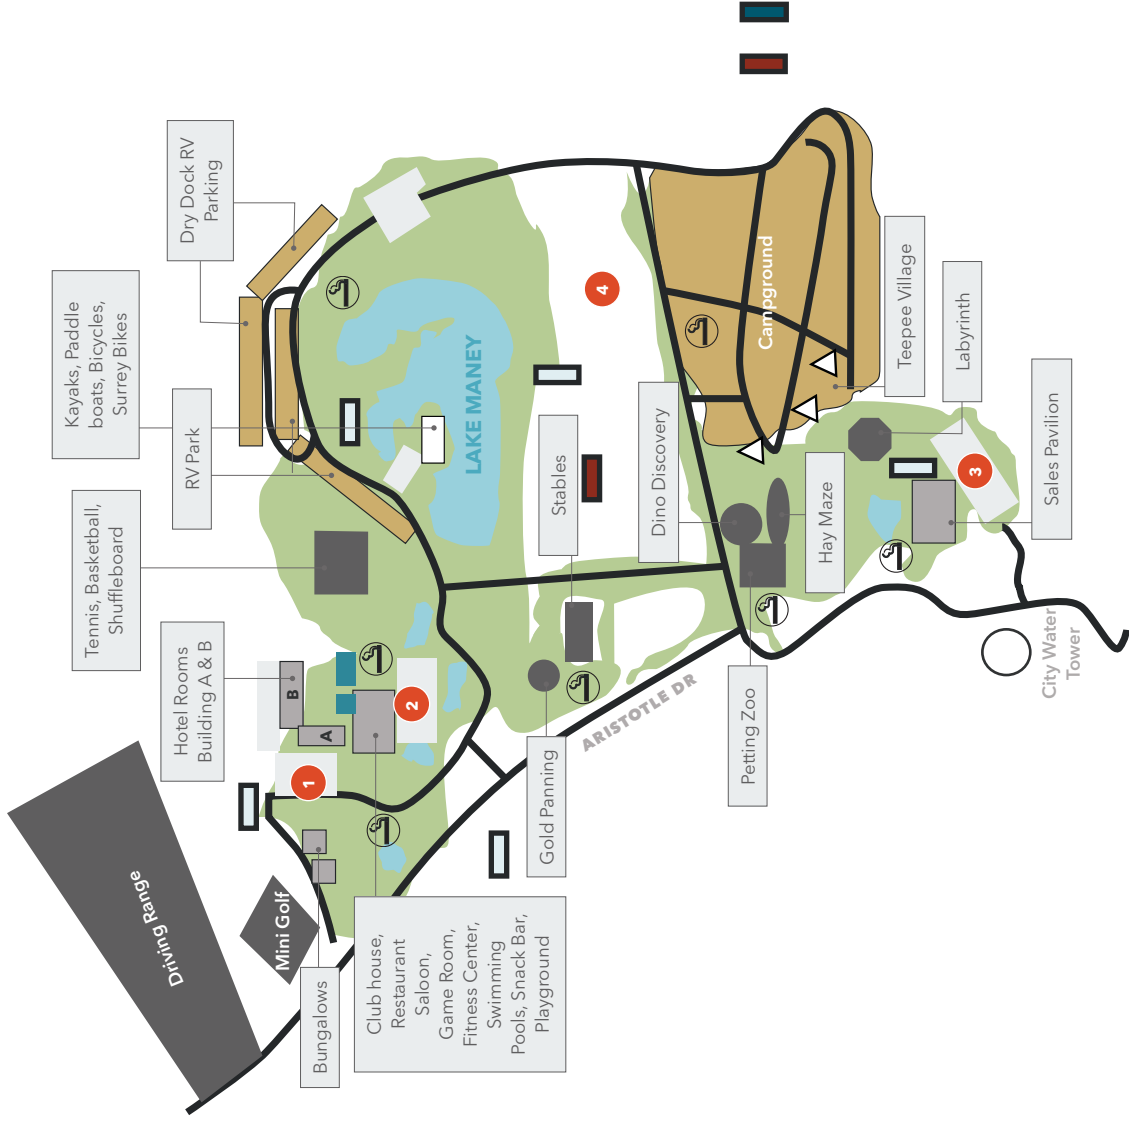 Dry Dock RV
Parking
Kayaks, Paddle
boats, Bicycles,
Surrey Bikes
RV Park
Tennis, Basketball,
Shuffleboard
Hotel Rooms
Building A & B
B
A
1
2
3
4
LAKE MANEY
Campground
Teepee Village
Labyrinth
Sales Pavilion
Stables
Dino Discovery
Hay Maze
Petting Zoo
Gold Panning
ARISTOTLE DR
City Water
Tower
Driving Range
Mini Golf
Bungalows
Club house,
Restaurant
Saloon,
Game Room,
Fitness Center,
Swimming
Pools, Snack Bar,
Playground